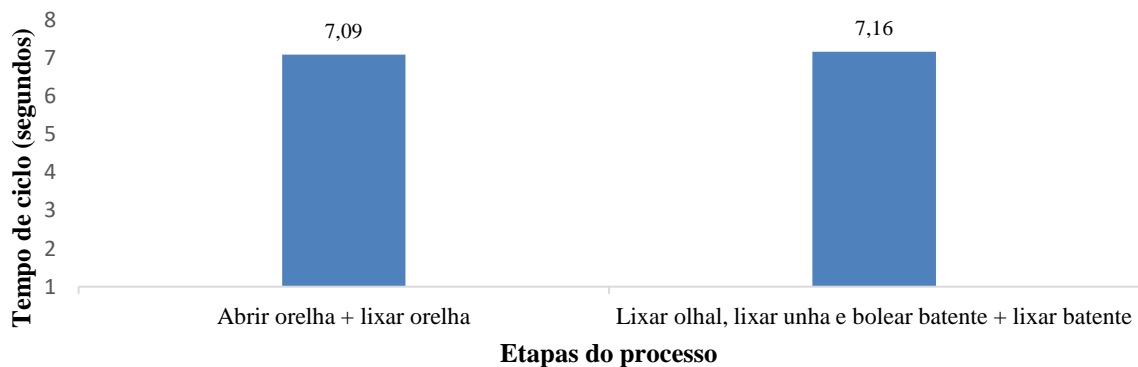 Tempo de ciclo (segundos)
8
7
6
5
4
3
2
1
7,09
7,16
Abrir orelha + lixar orelha
Lixar olhal, lixar unha e bolear batente + lixar batente
Etapas do processo